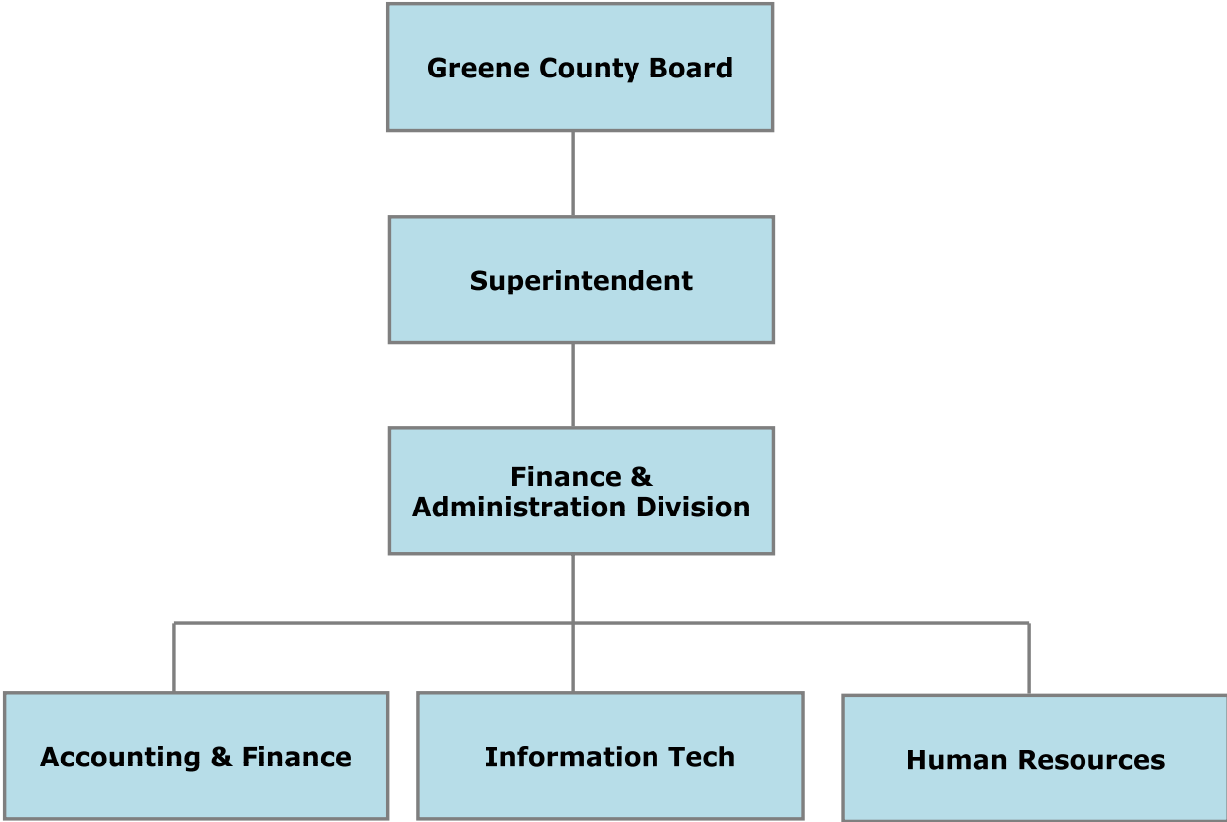 Greene County Board
Superintendent
Finance &
Administration Division
Accounting & Finance
Information Tech
Human Resources